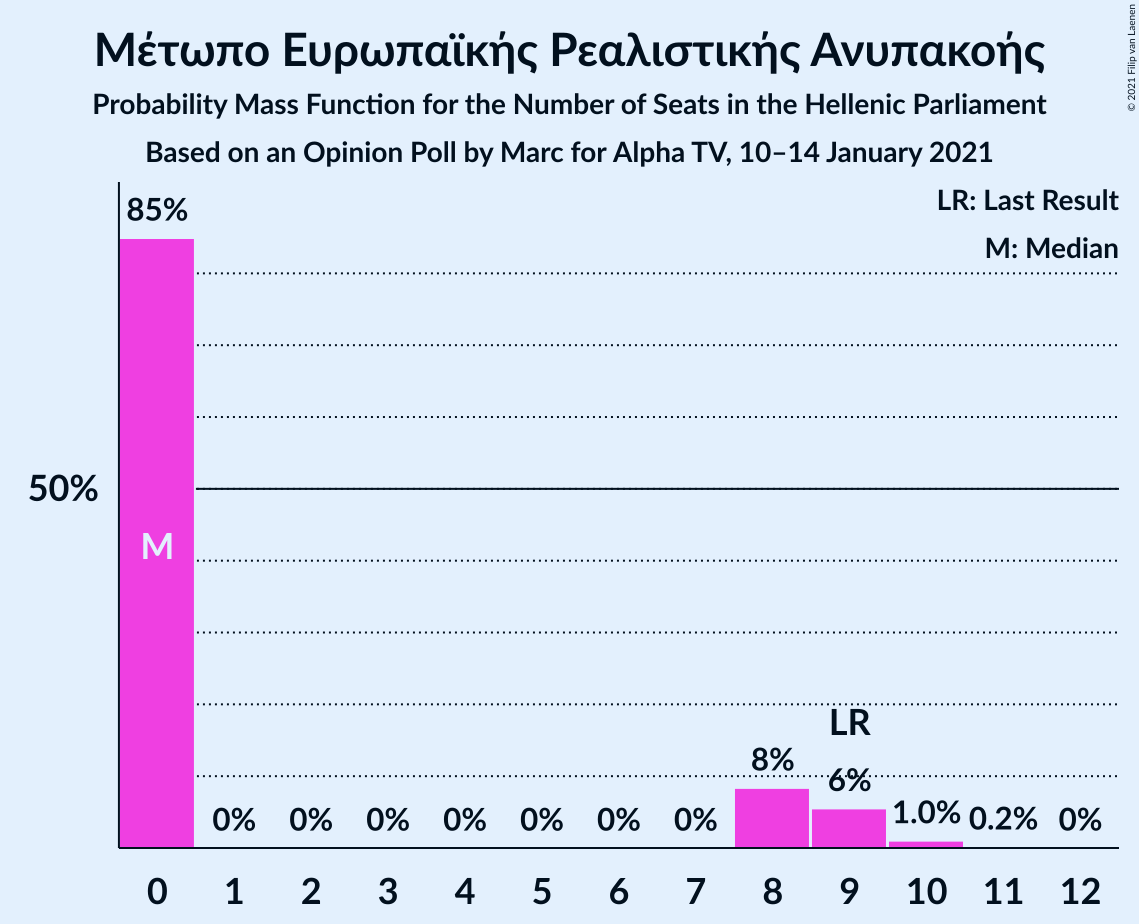 Μέτωπο Ευρωπαϊκής Ρεαλιστικής Ανυπακοής
Probability Mass Function for the Number of Seats in the Hellenic Parliament
Based on an Opinion Poll by Marc for Alpha TV, 10–14 January 2021
© 2021 Filip van Laenen
LR: Last Result
M: Median
85%
50%
M
LR
0% 0% 0% 0% 0% 0% 0% 8% 6% 1.0% 0.2% 0%
0 1 2 3 4 5 6 7 8 9 10 11 12